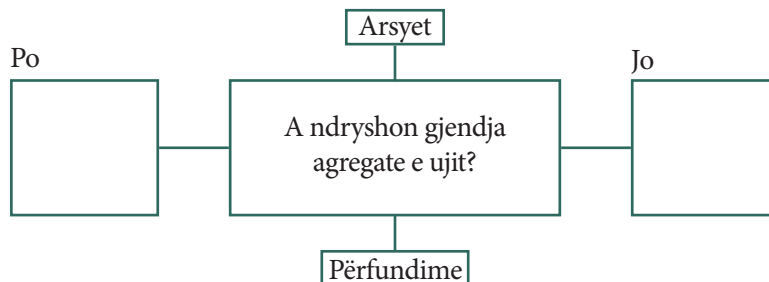 Arsyet
Po
Jo
A ndryshon gjendja
agregate e ujit?
Përfundime